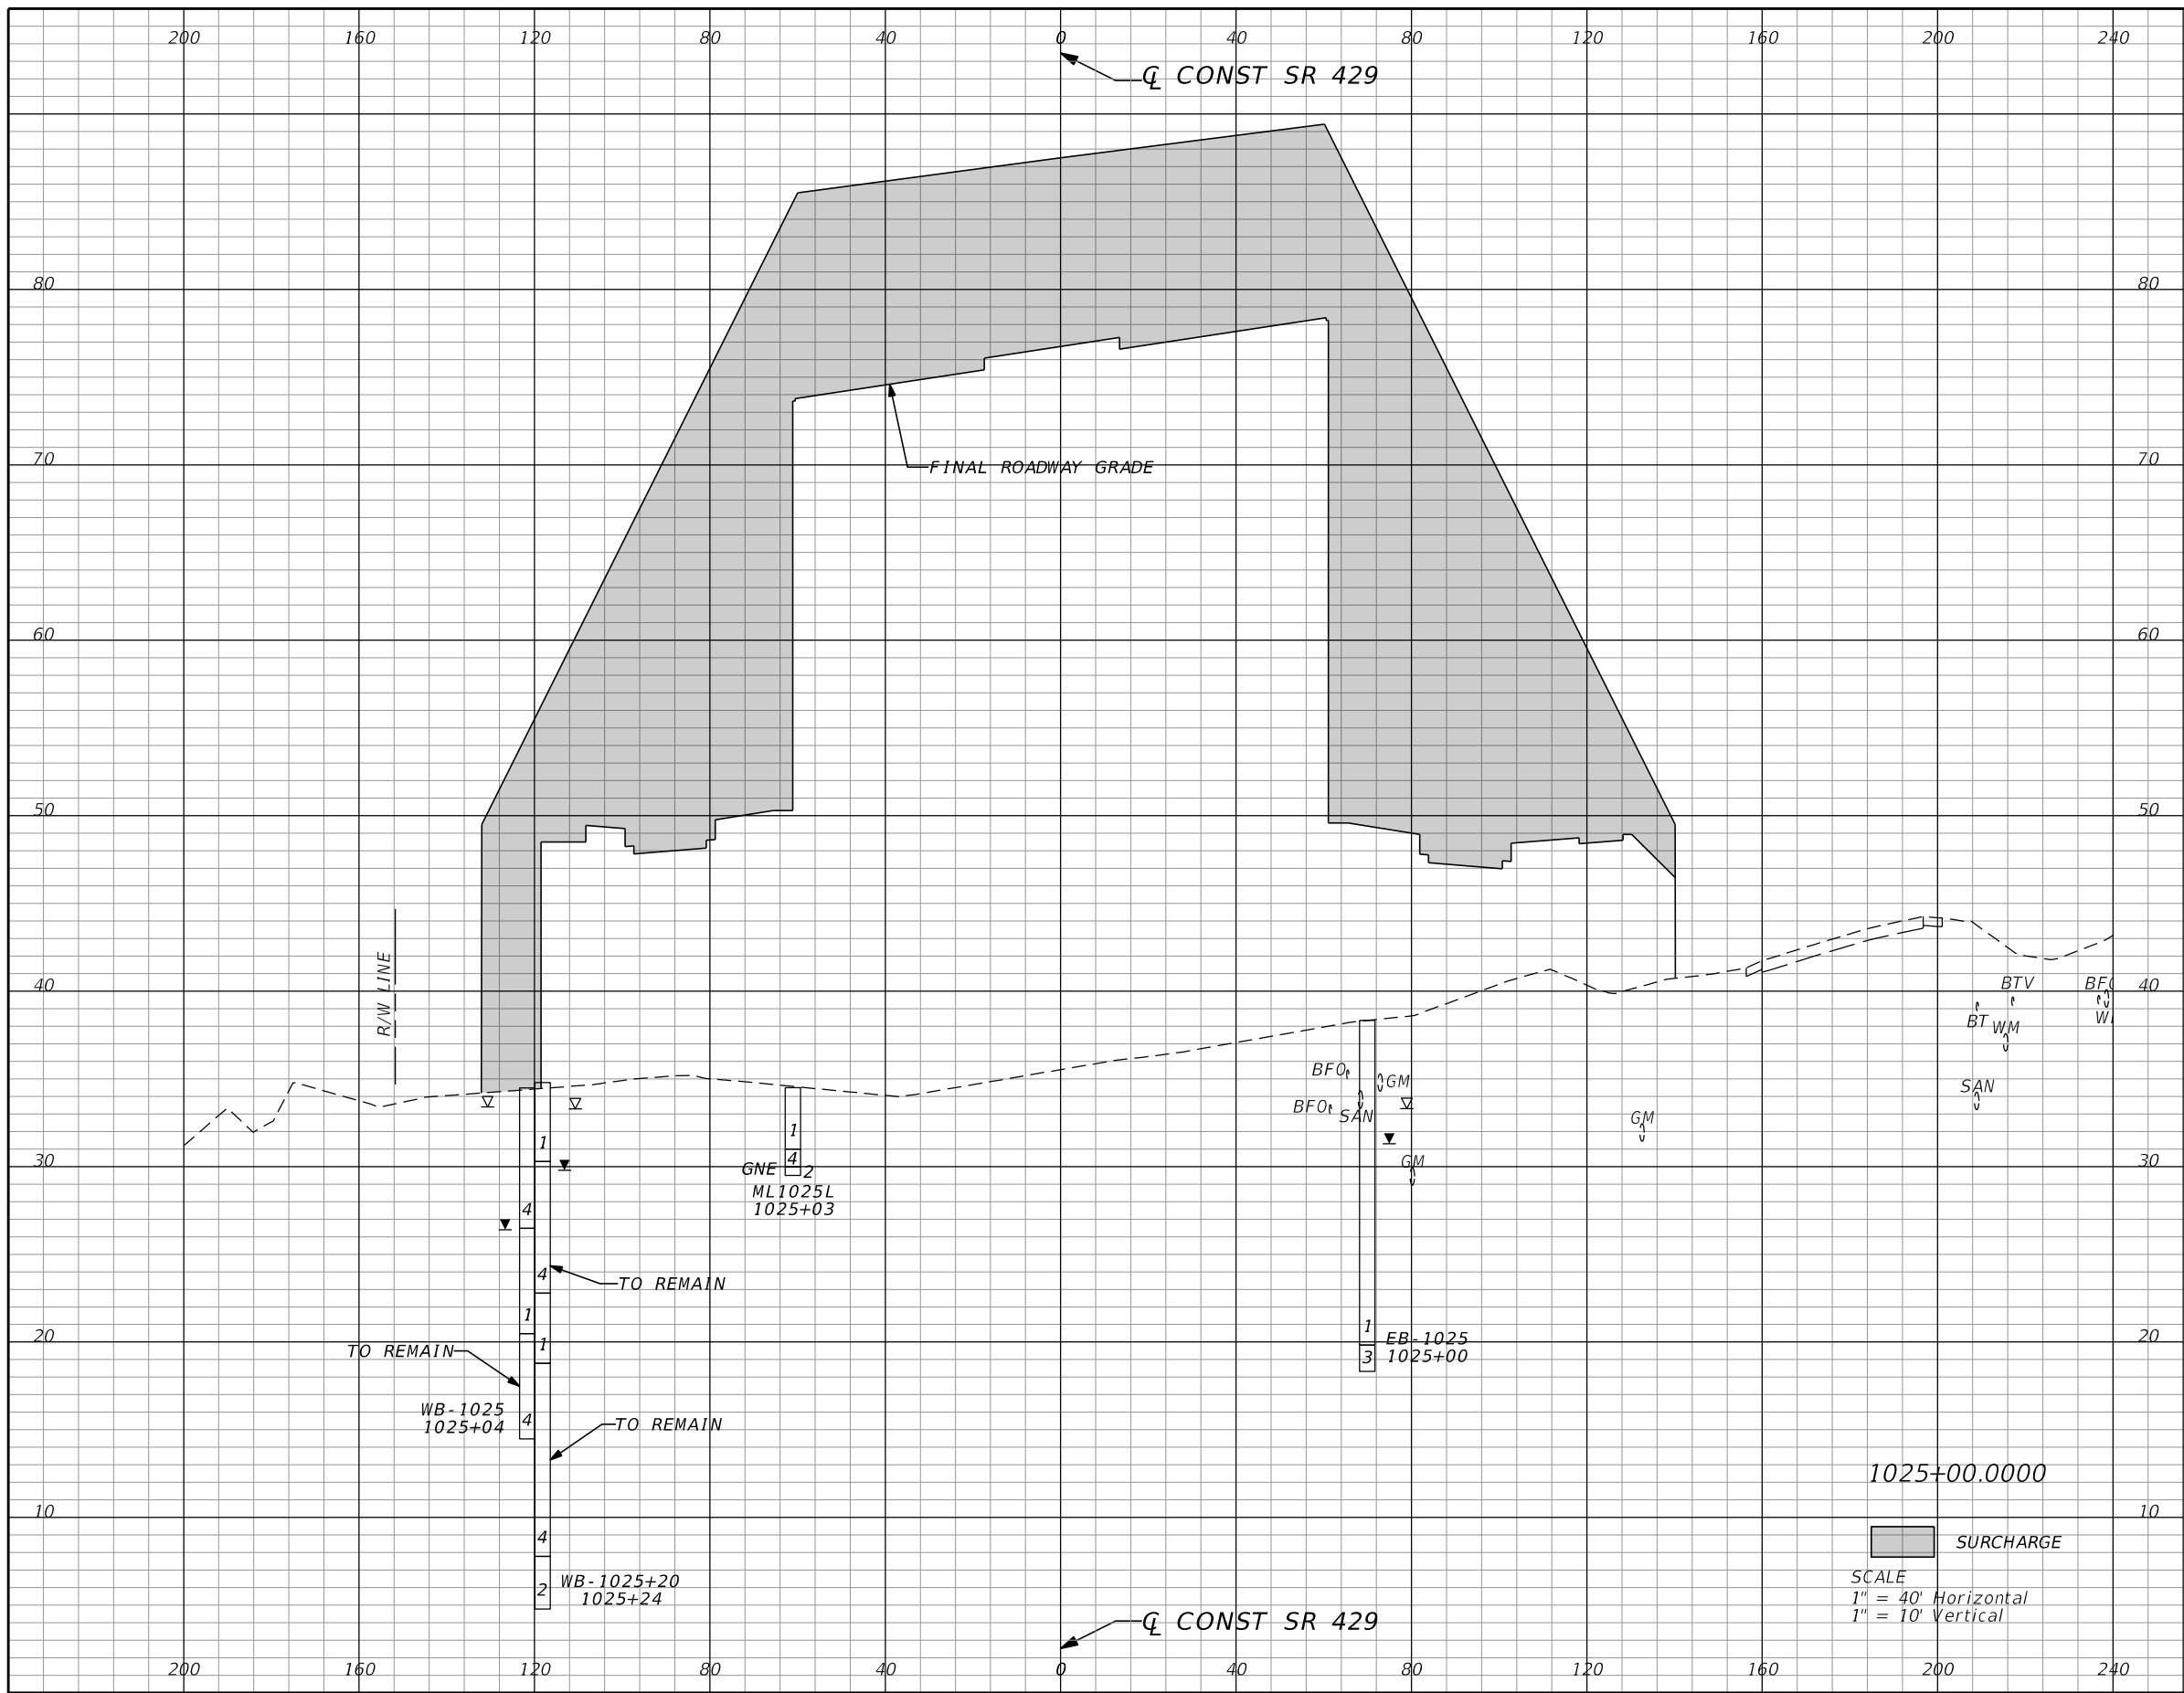 200 160 120 80 40 0 40 80 120 160 200 240
℄ CONST SR 429
80 80
70 70
FINAL ROADWAY GRADE
60 60
50 50
R/W LINE
40 40
BTV
BT
WM
SAN
BFO
GM
BFO
SAN
GM
GM
1
1
30 30
4
GNE
2
ML1025L
1025+03
4
4
TO REMAIN
1
1
20 20
1
3
EB-1025
1025+00
TO REMAIN
WB-1025
1025+04
4
TO REMAIN
10 10
4
2
WB-1025+20
1025+24
1025+00.0000
SURCHARGE
SCALE
1" = 40' Horizontal
1" = 10' Vertical
℄ CONST SR 429
200 160 120 80 40 0 40 80 120 160 200 240